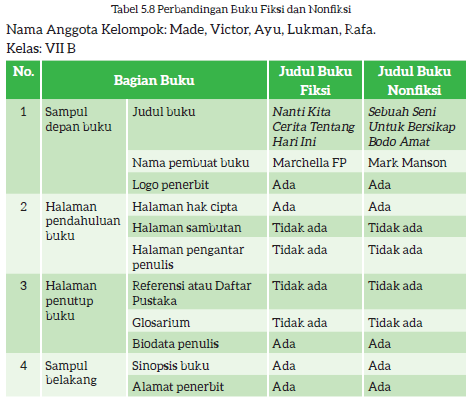 Tabel 5.8 Perbandingan Buku Fiksi dan Nonfiksi
Nama Anggota Kelompok: Made, Victor, Ayu, Lukman, Rafa.
Kelas: VII B
No. Bagian Buku Judul Buku Fiksi Judul Buku Nonfiksi
1 Sampul depan buku Judul buku Nanti Kita Cerita Tentang Hari Ini Sebuah Seni Untuk Bersikap Bodo Amat
Nama pembuat buku Marchella FP Mark Manson
Logo penerbit Ada Ada
2 Halaman pendahuluan buku Halaman hak cipta Ada Ada
Halaman sambutan Tidak ada Tidak ada
Halaman pengantar penulis Tidak ada Tidak ada
3 Halaman penutup buku Referensi atau Daftar Pustaka Tidak ada Tidak ada
Glosarium Tidak ada Tidak ada
Biodata penulis Ada Ada
4 Sampul belakang Sinopsis buku Ada Ada
Alamat penerbit Ada Ada